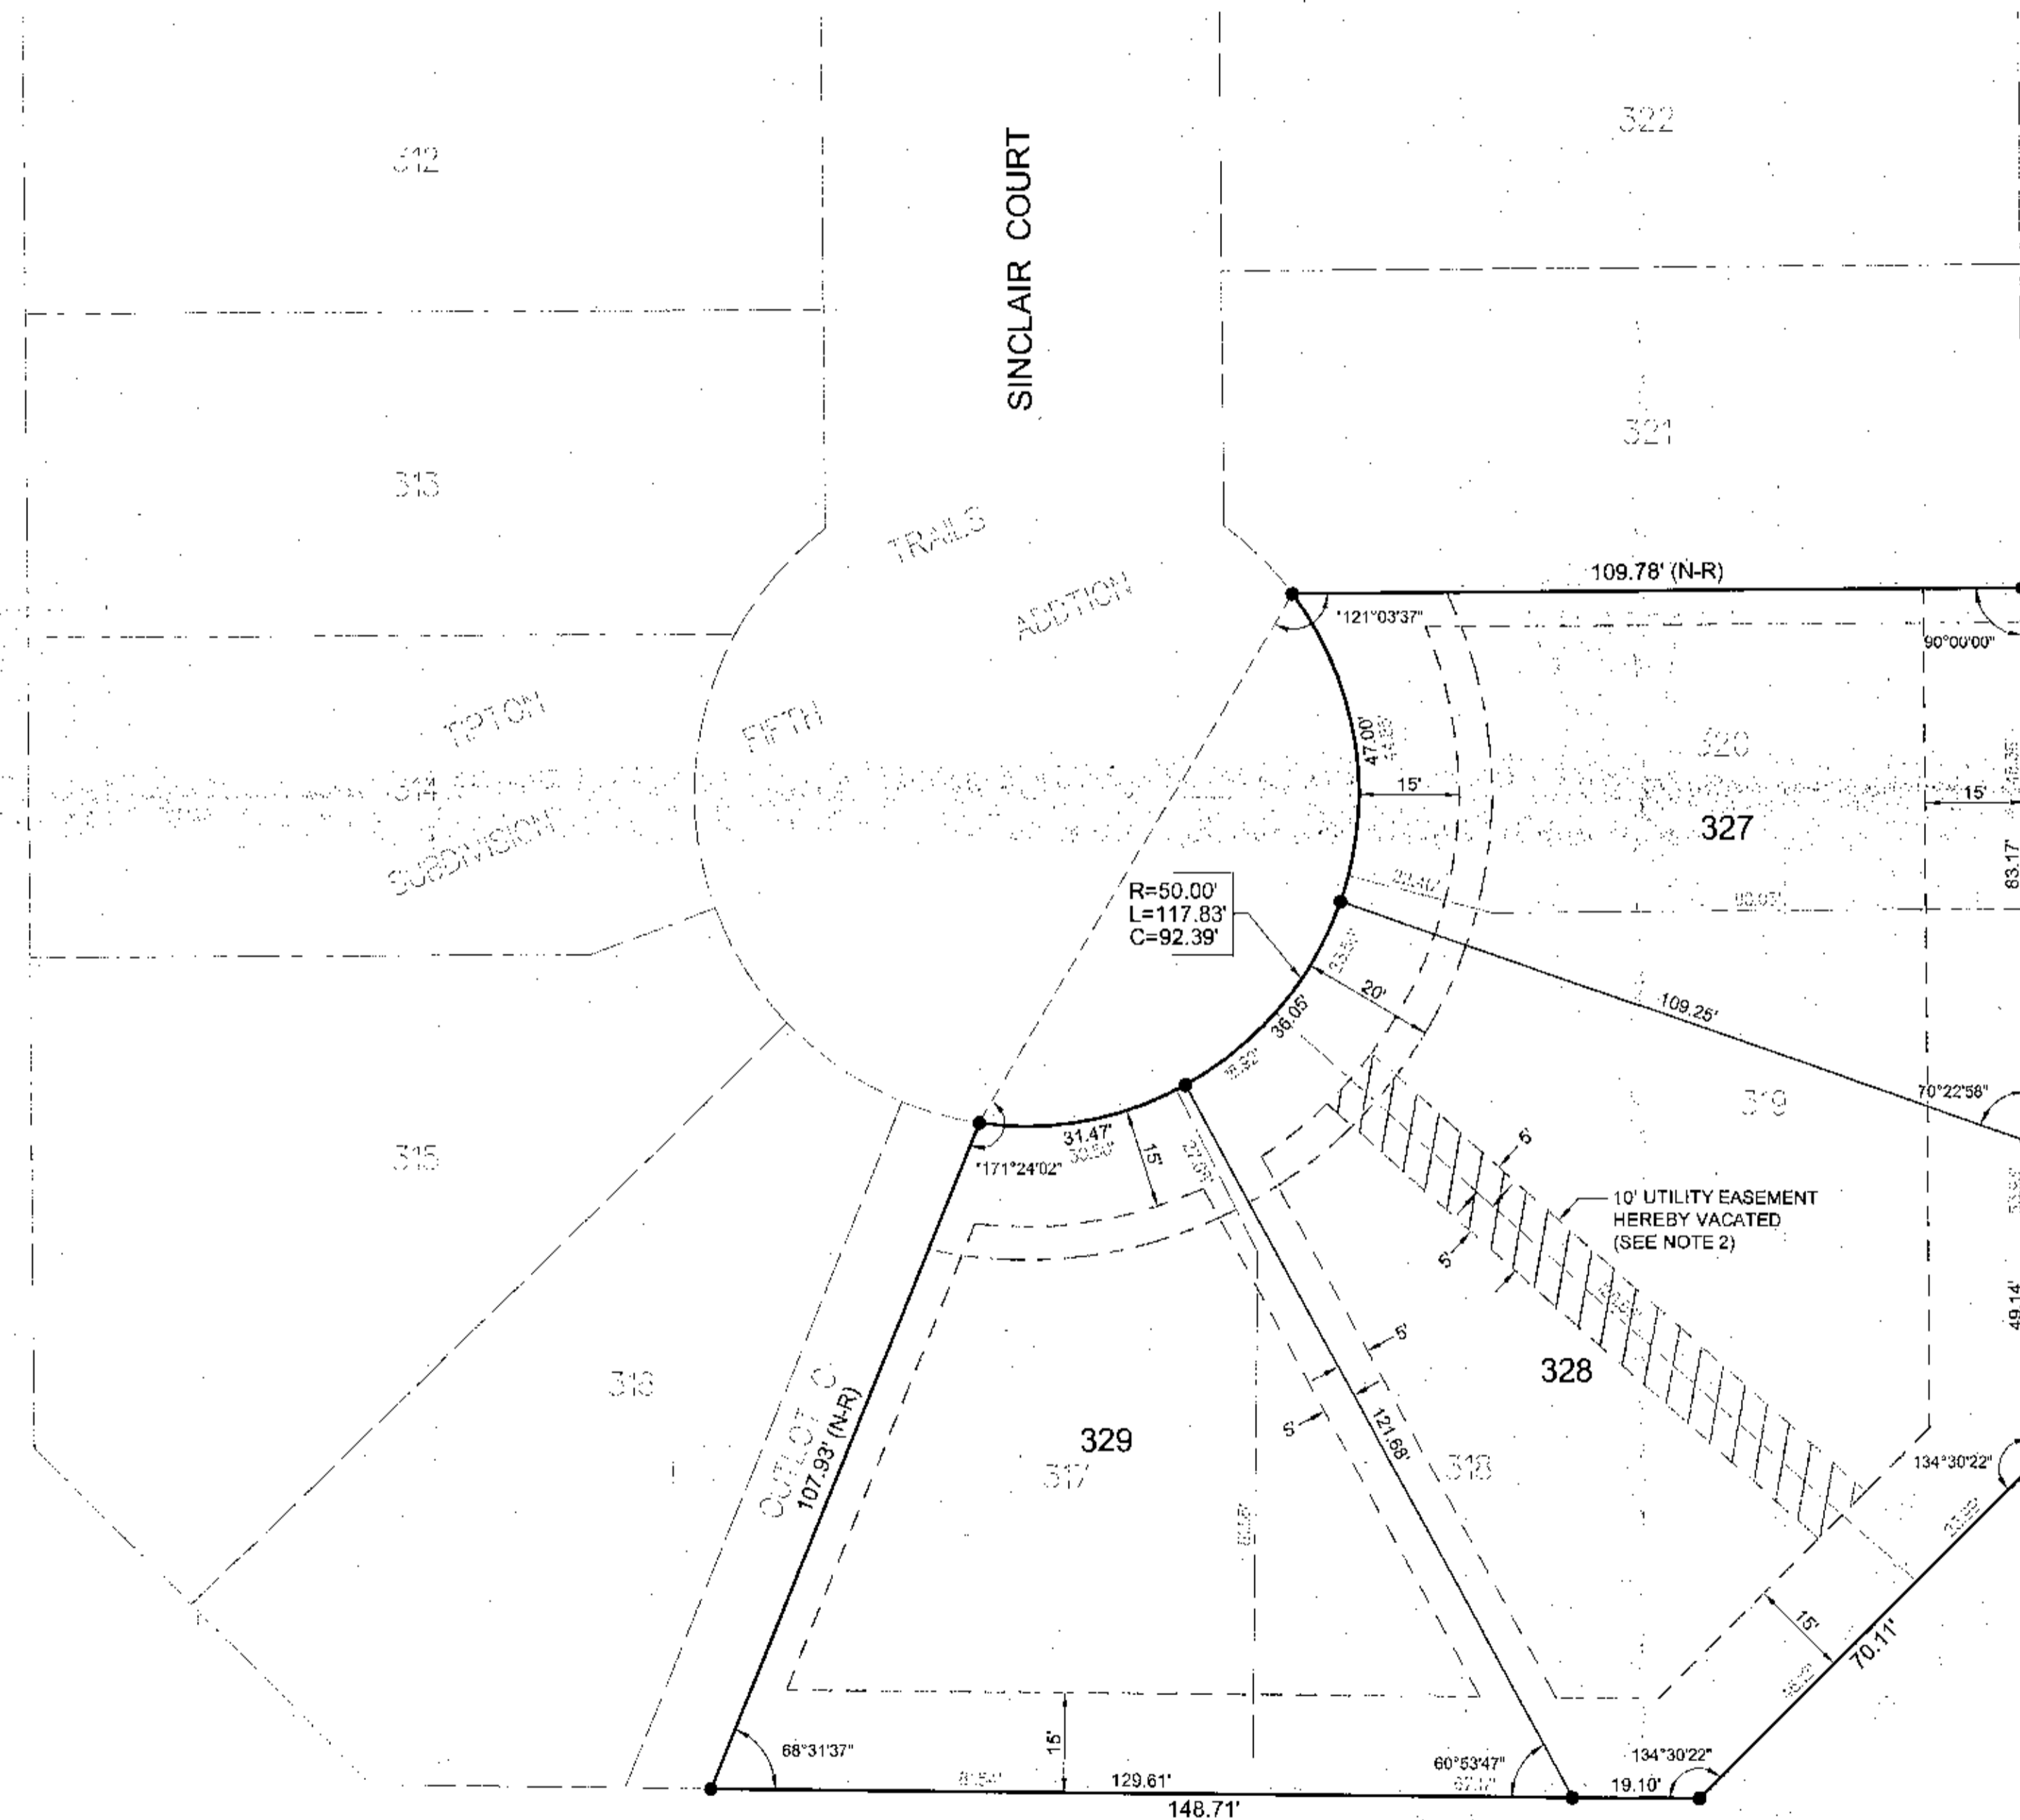 322
312
SINCLAIR COURT
321
313
TRAILS
109.78' (N-R)
ADDTION
*121°03'37"
90°00'00"
TIPTON
FIFTH
47.00'
320
314
15'
15'
SUBDIVISION
327
83.17'
R=50.00'
L=117.83'
C=92.39'
20'
36.05'
109.25'
70°22'58"
319
31.47'
15'
*171°24'02"
315
5'
10' UTILITY EASEMENT
HEREBY VACATED
(SEE NOTE 2)
5'
49.14'
5'
316
328
OUTLOT C
107.93' (N-R)
329
317
5'
121.68'
318
134°30'22"
15'
70.11'
68°31'37"
15'
60°53'47"
134°30'22"
129.61'
19.10'
148.71'